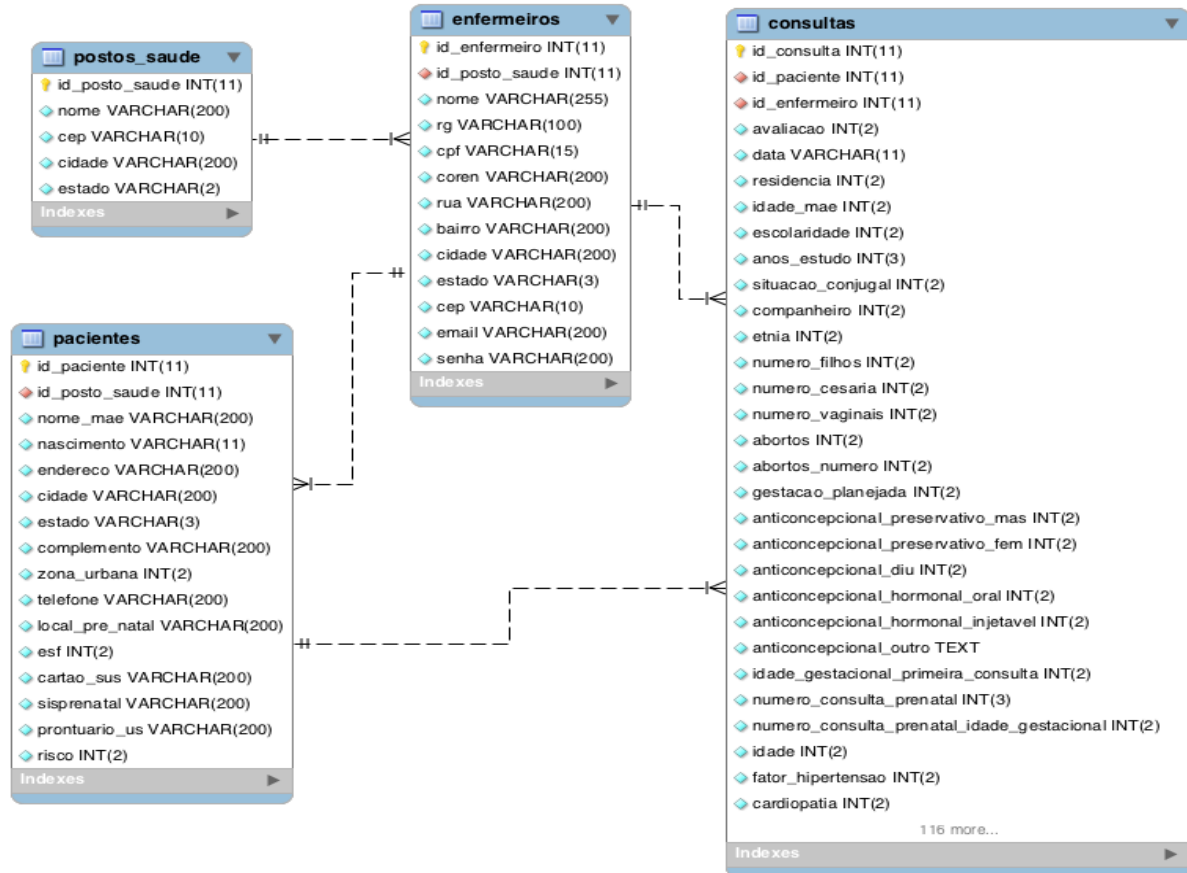 postos_saude
id_posto_saude INT(11)
nome VARCHAR(200)
cep VARCHAR(10)
cidade VARCHAR(200)
estado VARCHAR(2)
Indexes
enfermeiros
id_enfermeiro INT(11)
id_posto_saude INT(11)
nome VARCHAR(255)
rg VARCHAR(100)
cpf VARCHAR(15)
coren VARCHAR(200)
rua VARCHAR(200)
bairro VARCHAR(200)
cidade VARCHAR(200)
estado VARCHAR(3)
cep VARCHAR(10)
email VARCHAR(200)
senha VARCHAR(200)
Indexes
pacientes
id_paciente INT(11)
id_posto_saude INT(11)
nome_mae VARCHAR(200)
nascimento VARCHAR(11)
endereco VARCHAR(200)
cidade VARCHAR(200)
estado VARCHAR(3)
complemento VARCHAR(200)
zona_urbana INT(2)
telefone VARCHAR(200)
local_pre_natal VARCHAR(200)
esf INT(2)
cartao_sus VARCHAR(200)
sisprenatal VARCHAR(200)
prontuario_us VARCHAR(200)
risco INT(2)
Indexes
consultas
id_consulta INT(11)
id_paciente INT(11)
id_enfermeiro INT(11)
avaliacao INT(2)
data VARCHAR(11)
residencia INT(2)
idade_mae INT(2)
escolaridade INT(2)
anos_estudo INT(3)
situacao_conjugal INT(2)
companheiro INT(2)
etnia INT(2)
numero_filhos INT(2)
numero_cesaria INT(2)
numero_vaginais INT(2)
abortos INT(2)
abortos_numero INT(2)
gestacao_planejada INT(2)
anticoncepcional_preservativo_mas INT(2)
anticoncepcional_preservativo_fem INT(2)
anticoncepcional_diu INT(2)
anticoncepcional_hormonal_oral INT(2)
anticoncepcional_hormonal_injetavel INT(2)
anticoncepcional_outro TEXT
idade_gestacional_primeira_consulta INT(2)
numero_consulta_prenatal INT(3)
numero_consulta_prenatal_idade_gestacional INT(2)
idade INT(2)
fator_hipertensao INT(2)
cardiopatia INT(2)
116 more...
Indexes